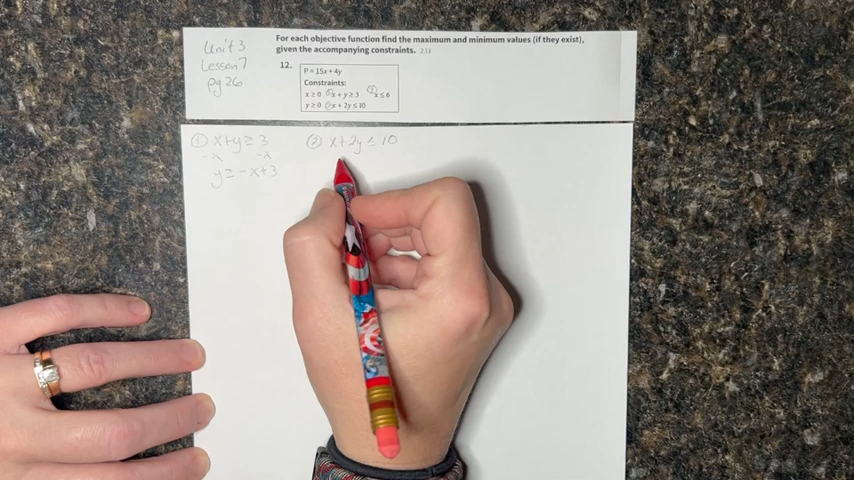 Unit 3
Lesson 7
pg 26
For each objective function find the maximum and minimum values (if they exist),
given the accompanying constraints. 2.13
12.
P = 15x + 4y
Constraints:
x ≥ 0 ① x + y ≥ 3 ③ x ≤ 6
y ≥ 0 ② x + 2y ≤ 10
① x+y ≥ 3
-x -x
y ≥ -x+3
② x+2y ≤ 10